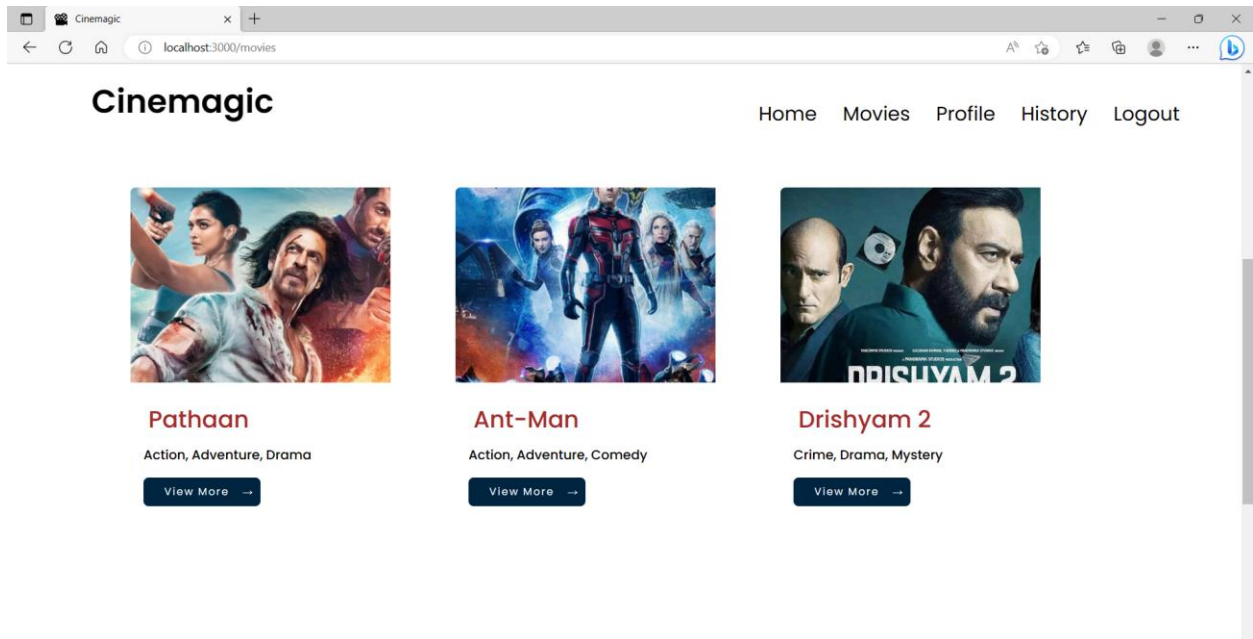 Cinemagic
localhost:3000/movies
Cinemagic
Home Movies Profile History Logout
DRISHYAM 2
Pathaan Ant-Man Drishyam 2
Action, Adventure, Drama Action, Adventure, Comedy Crime, Drama, Mystery
View More → View More → View More →